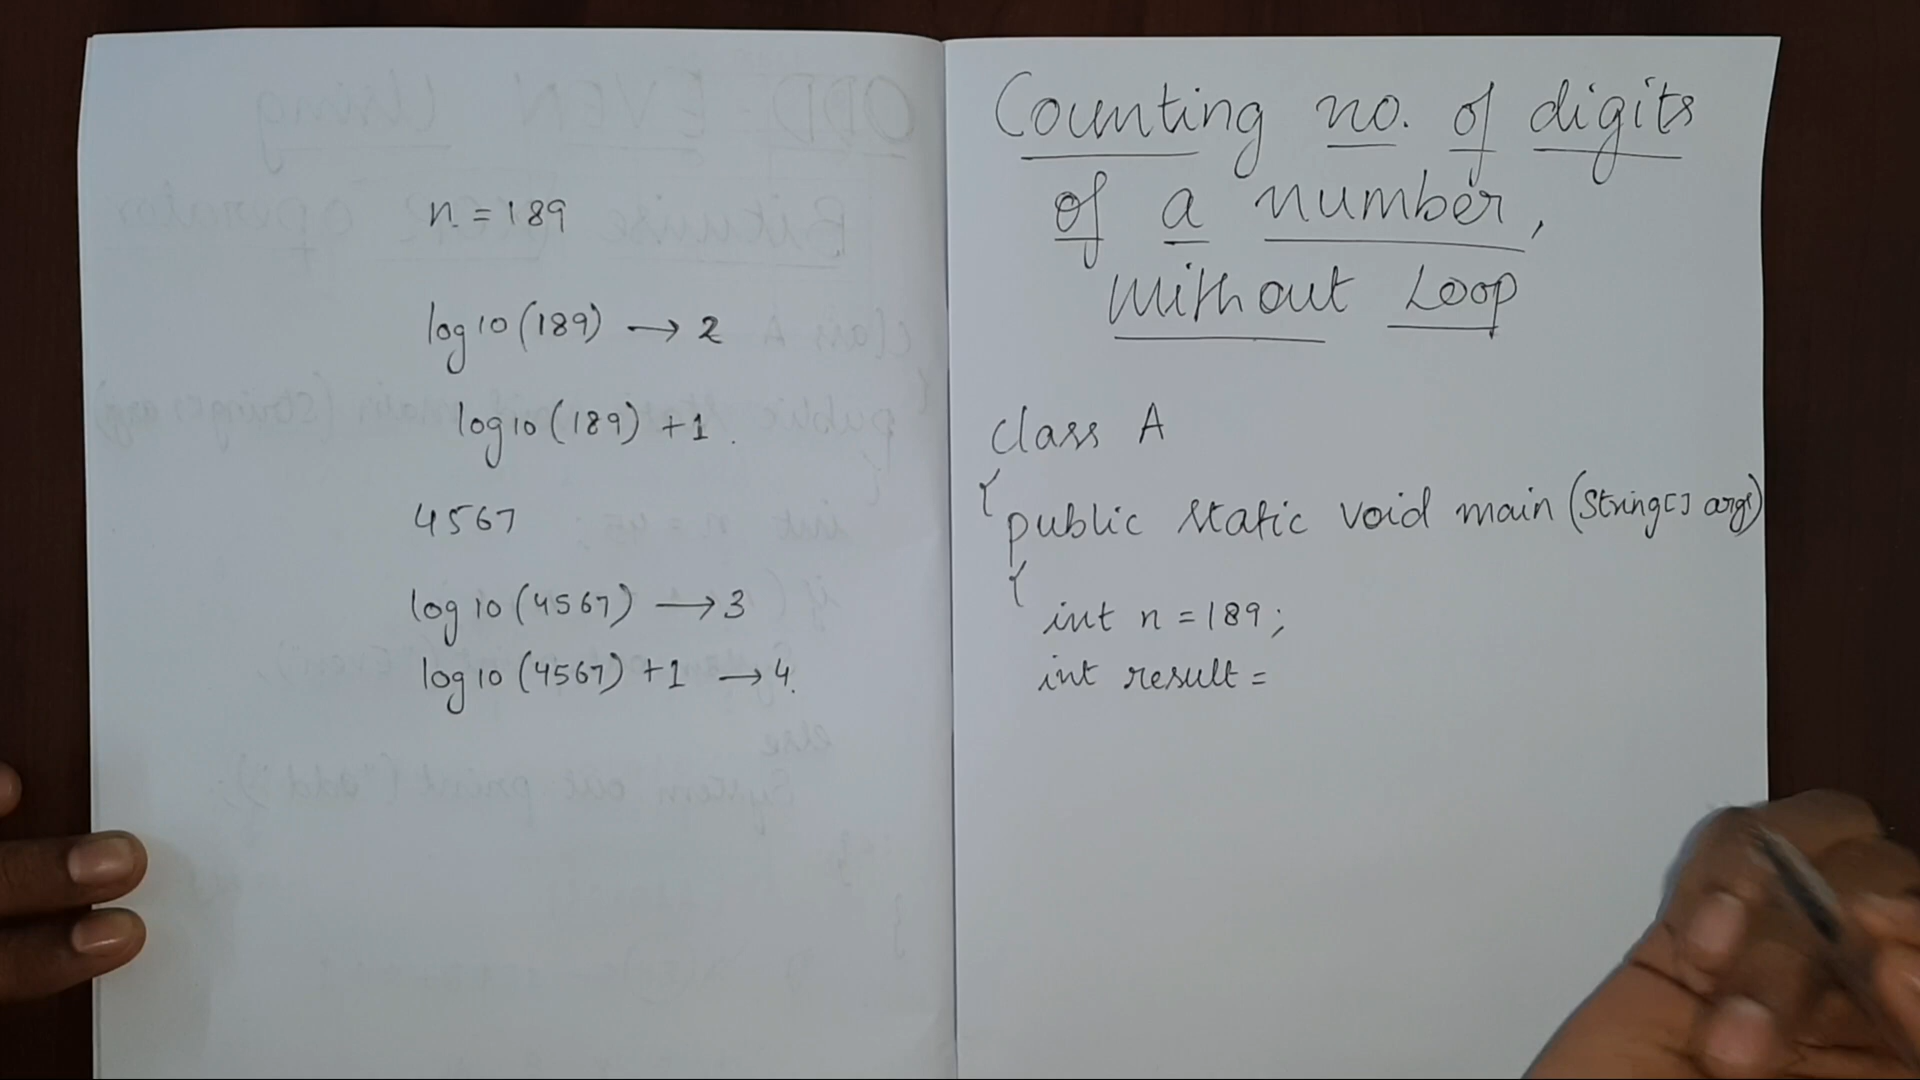 n = 189
log10(189) → 2
log10(189) +1.
4567
log10(4567) → 3
log10(4567) +1 → 4.
Counting no. of digits
of a number,
without Loop
class A
{
public static void main (String[] args)
{
int n = 189;
int result =